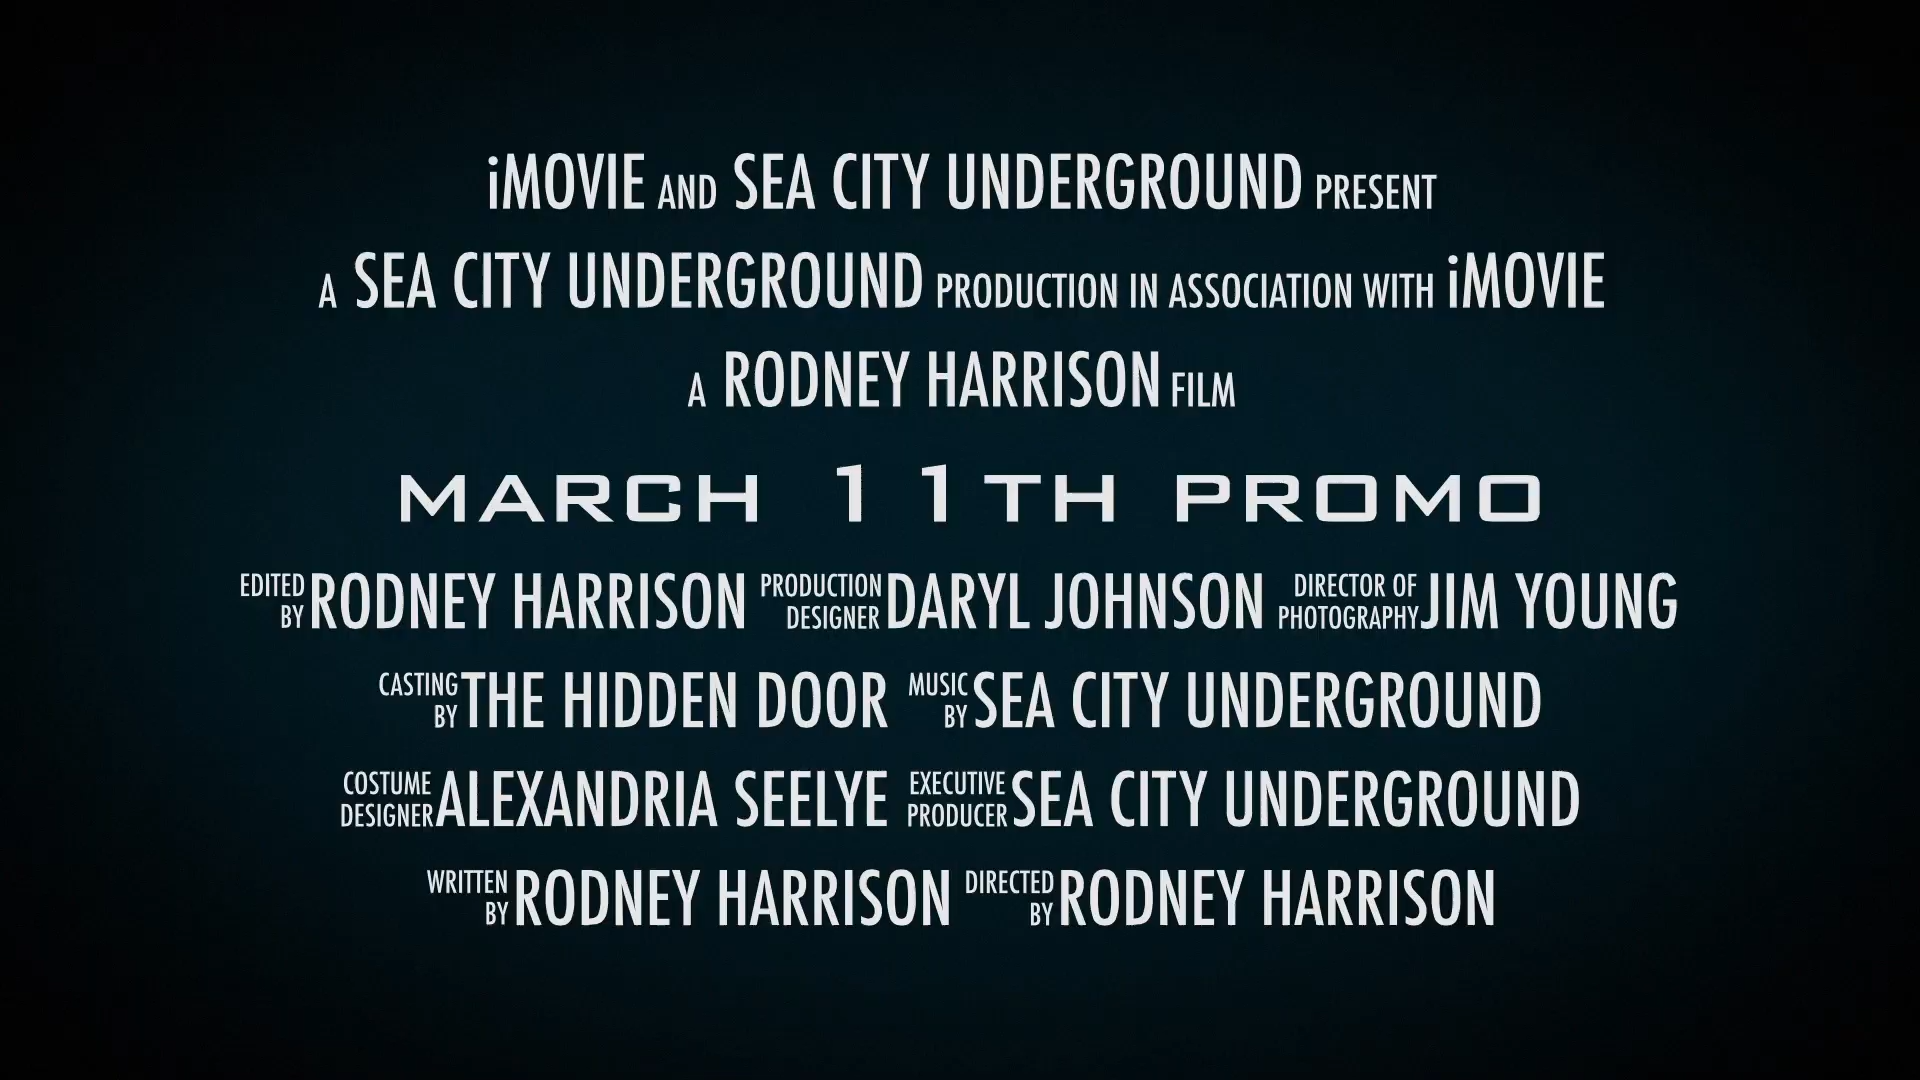 iMOVIE AND SEA CITY UNDERGROUND PRESENT
A SEA CITY UNDERGROUND PRODUCTION IN ASSOCIATION WITH iMOVIE
A RODNEY HARRISON FILM
MARCH 11TH PROMO
EDITED BY RODNEY HARRISON PRODUCTION DESIGNER DARYL JOHNSON DIRECTOR OF PHOTOGRAPHY JIM YOUNG
CASTING BY THE HIDDEN DOOR MUSIC BY SEA CITY UNDERGROUND
COSTUME DESIGNER ALEXANDRIA SEELYE EXECUTIVE PRODUCER SEA CITY UNDERGROUND
WRITTEN BY RODNEY HARRISON DIRECTED BY RODNEY HARRISON